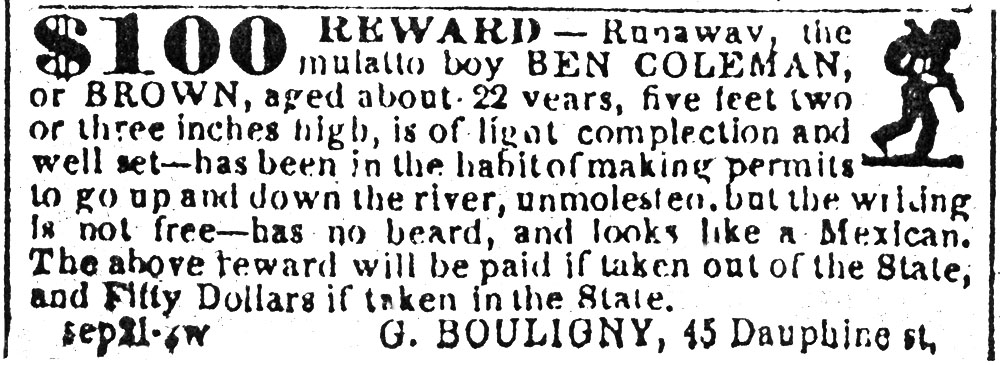 $100 REWARD — Runaway, the
mulatto boy BEN COLEMAN,
or BROWN, aged about 22 years, five feet two
or three inches high, is of light complection and
well set—has been in the habit of making permits
to go up and down the river, unmolested, but the writing
is not free—has no beard, and looks like a Mexican.
The above reward will be paid if taken out of the State,
and Fifty Dollars if taken in the State.
sep21- G. BOULIGNY, 45 Dauphine st,